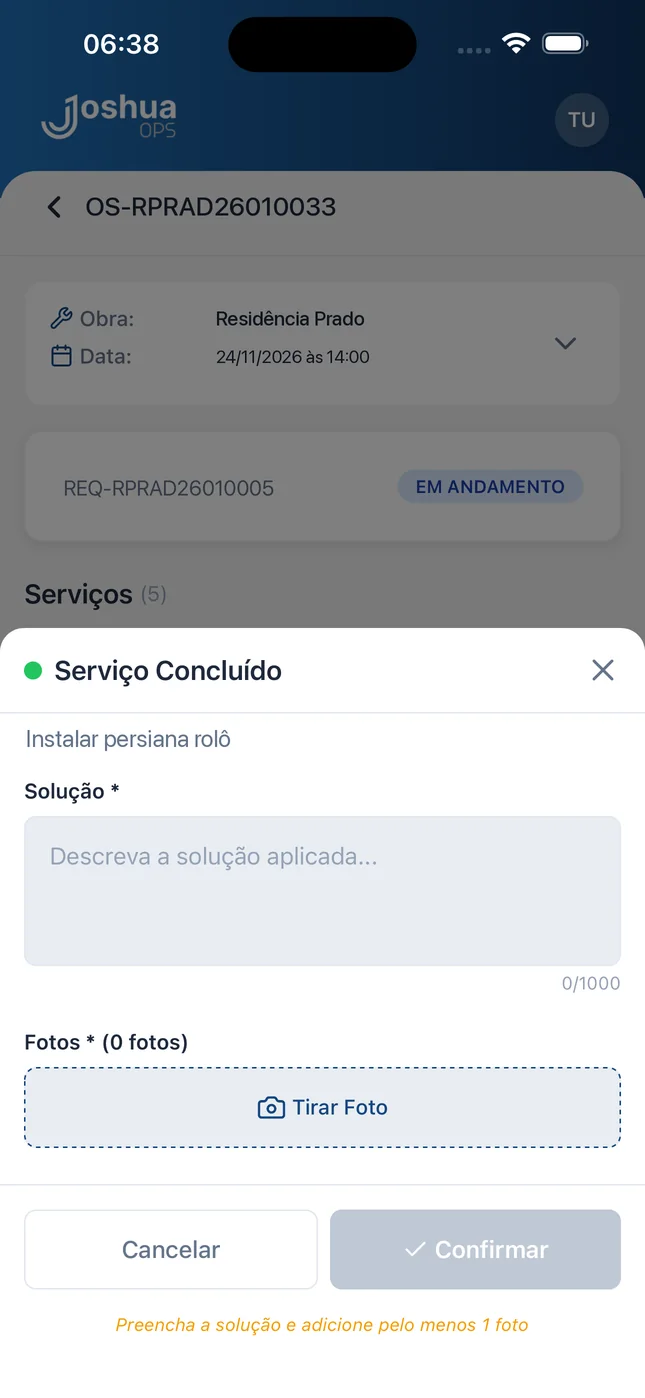 06:38
Joshua
OPS
TU
OS-RPRAD26010033
Obra: Residência Prado
Data: 24/11/2026 às 14:00
REQ-RPRAD26010005 EM ANDAMENTO
Serviços (5)
Serviço Concluído
Instalar persiana rolô
Solução *
Descreva a solução aplicada...
0/1000
Fotos * (0 fotos)
Tirar Foto
Cancelar Confirmar
Preencha a solução e adicione pelo menos 1 foto